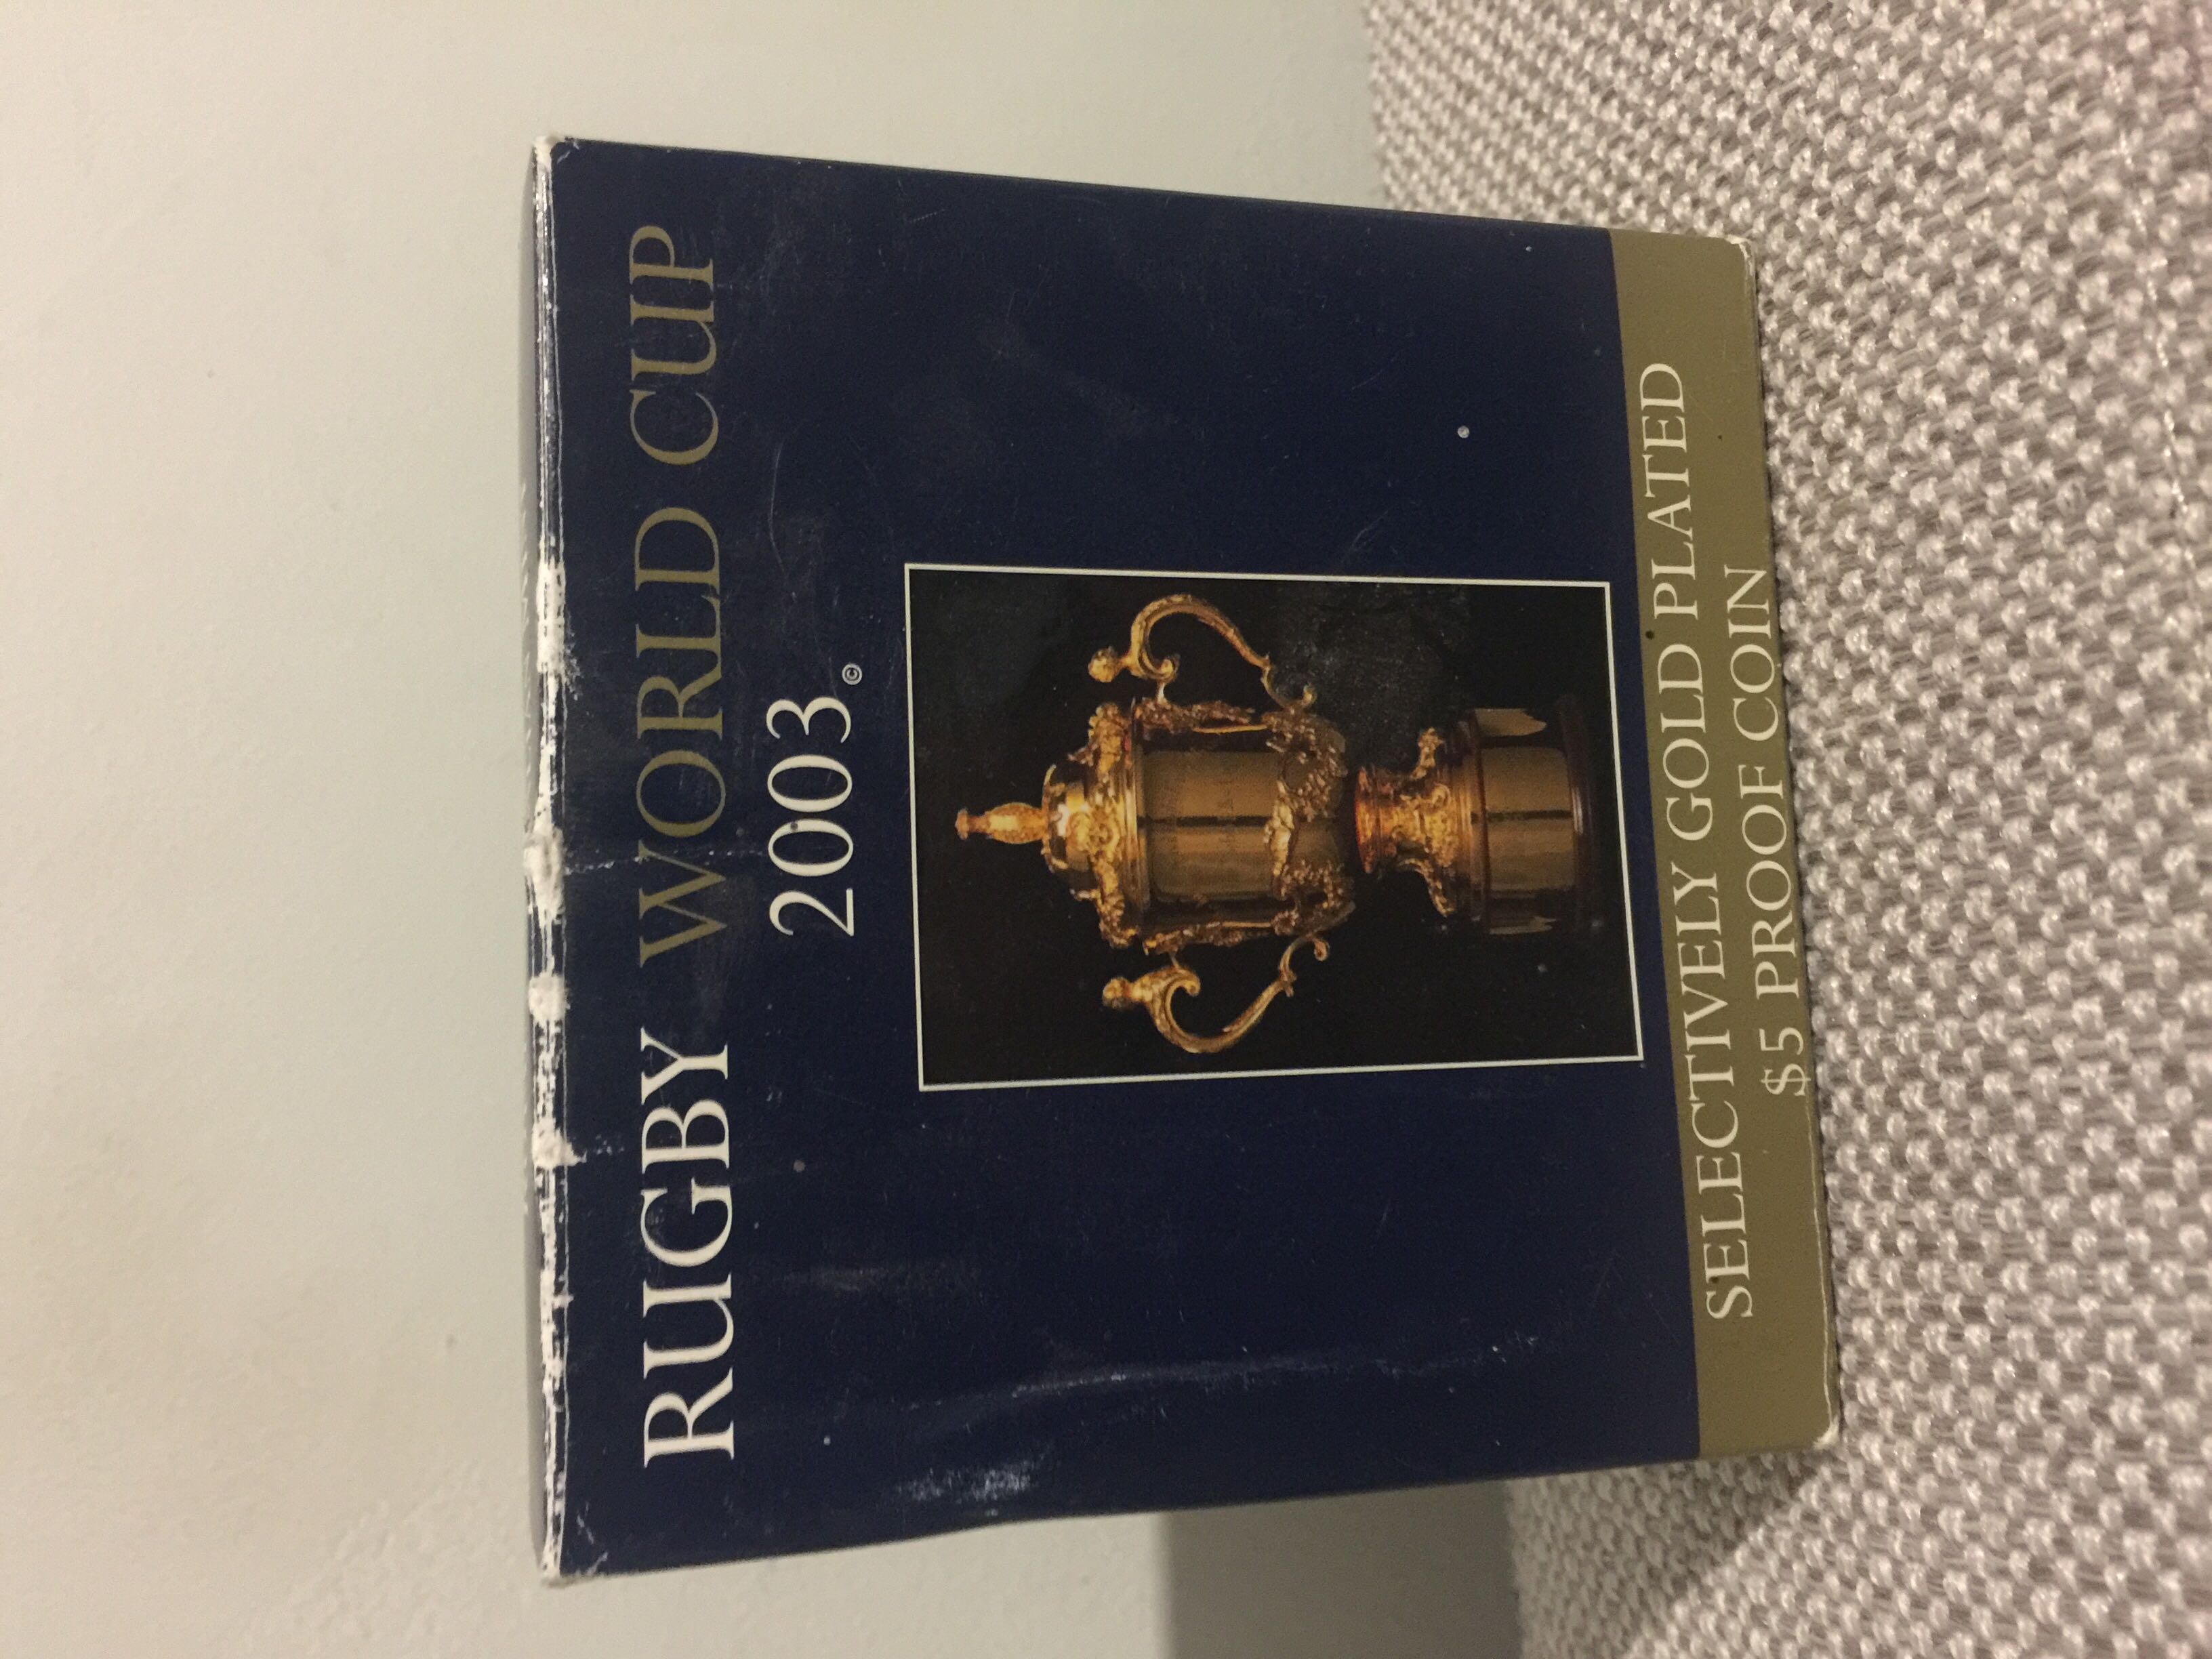 RUGBY WORLD CUP
2003 ©
SELECTIVELY GOLD PLATED
$5 PROOF COIN